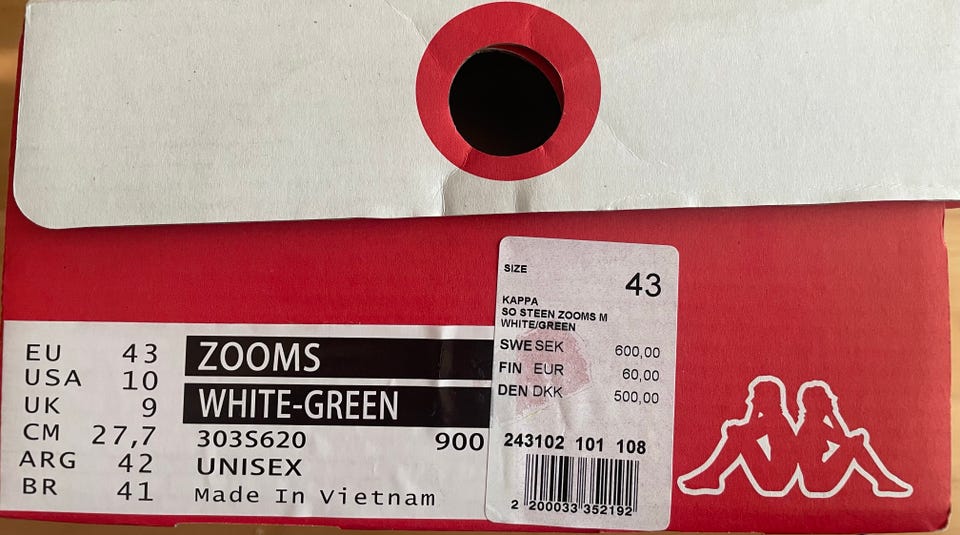 SIZE
43
KAPPA
SO STEEN ZOOMS M
WHITE/GREEN
SWE SEK 600,00
FIN EUR 60,00
DEN DKK 500,00
243102 101 108
2 200033 352192
EU 43
USA 10
UK 9
CM 27,7
ARG 42
BR 41
ZOOMS
WHITE-GREEN
303S620 900
UNISEX
Made In Vietnam